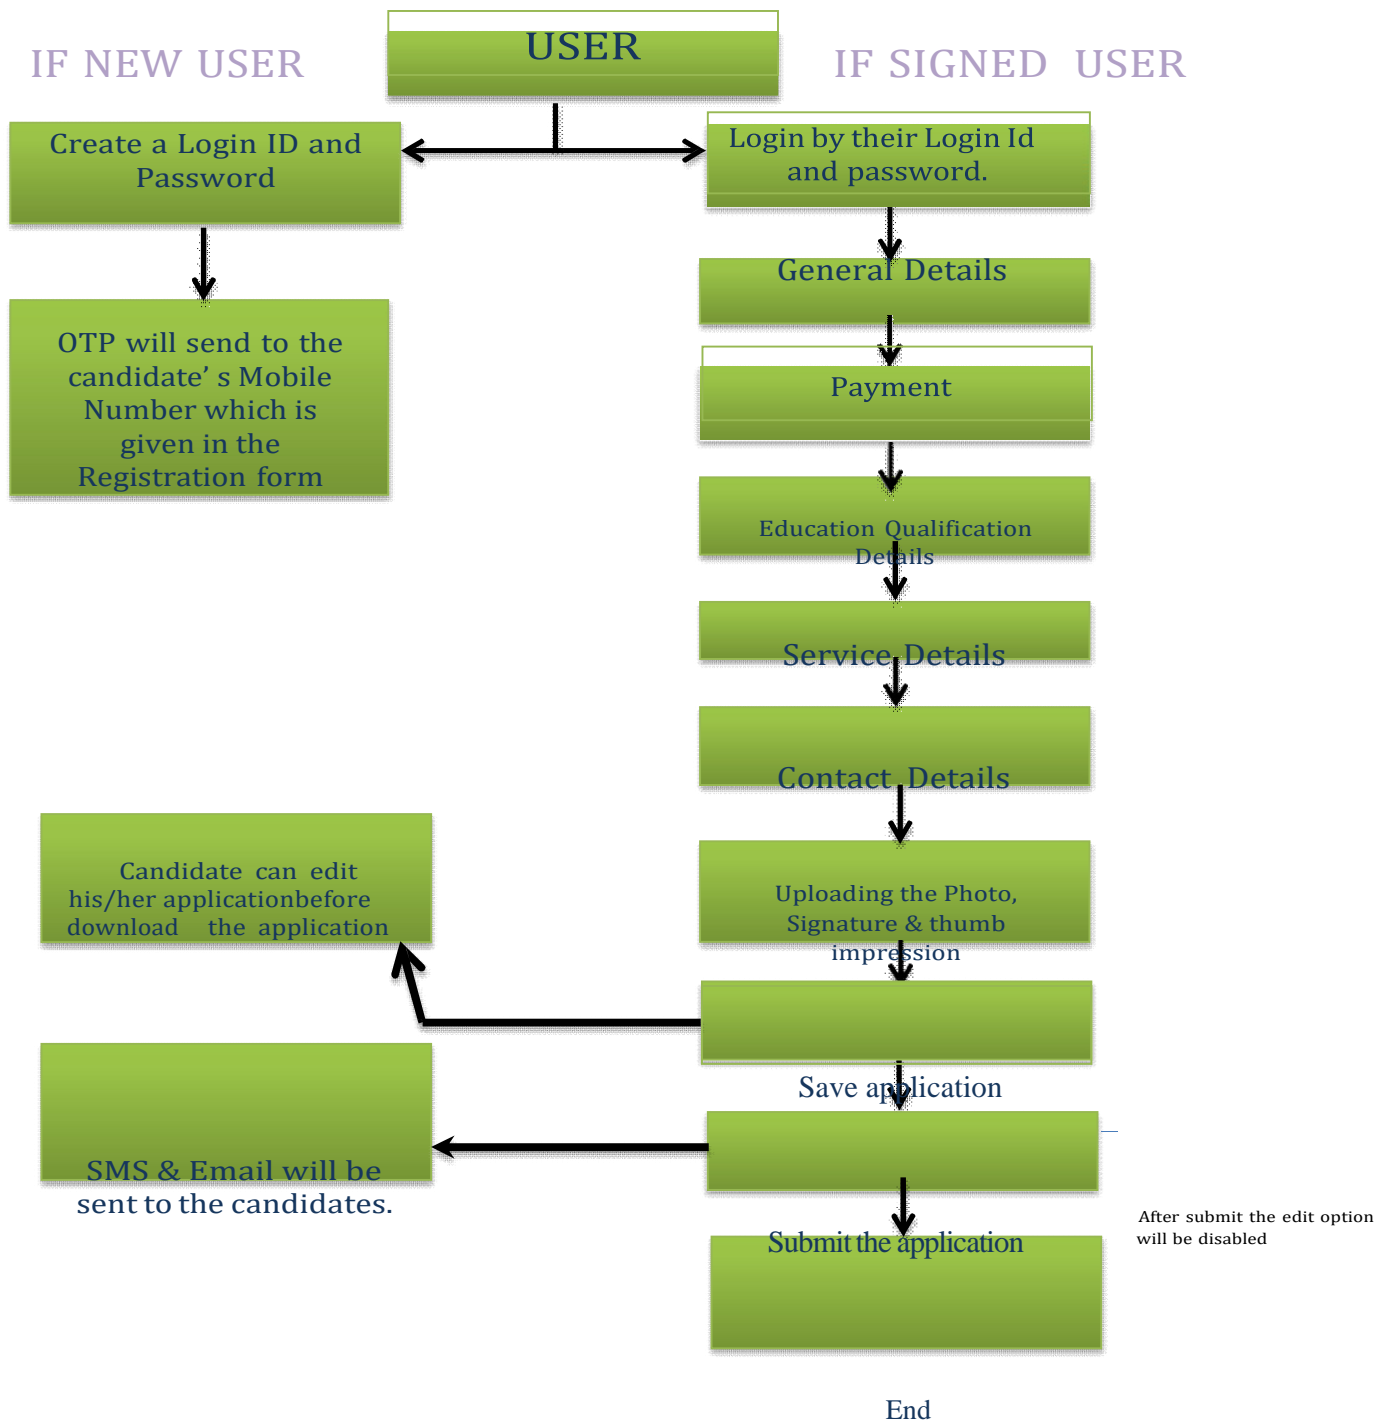 USER
IF NEW USER
IF SIGNED USER
Create a Login ID and
Password
Login by their Login Id
and password.
General Details
OTP will send to the
candidate’ s Mobile
Number which is
given in the
Registration form
Payment
Education Qualification
Details
Service Details
Contact Details
Candidate can edit
his/her applicationbefore
download the application
Uploading the Photo,
Signature & thumb
impression
Save application
SMS & Email will be
sent to the candidates.
After submit the edit option
will be disabled
Submit the application
End